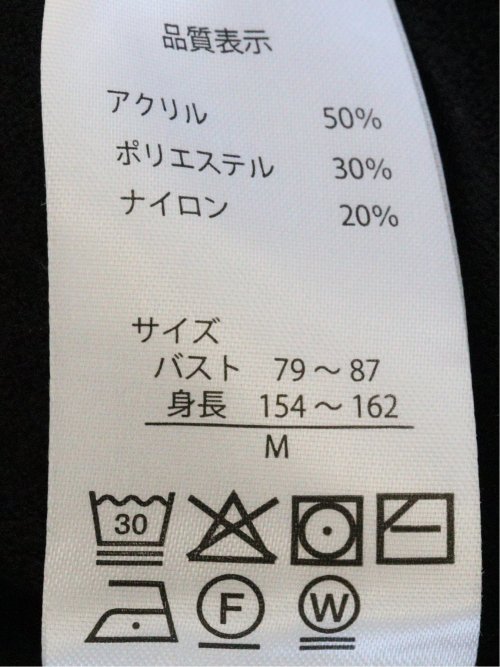 品質表示
アクリル 50%
ポリエステル 30%
ナイロン 20%
サイズ
バスト 79～87
身長 154～162
M
30
F W